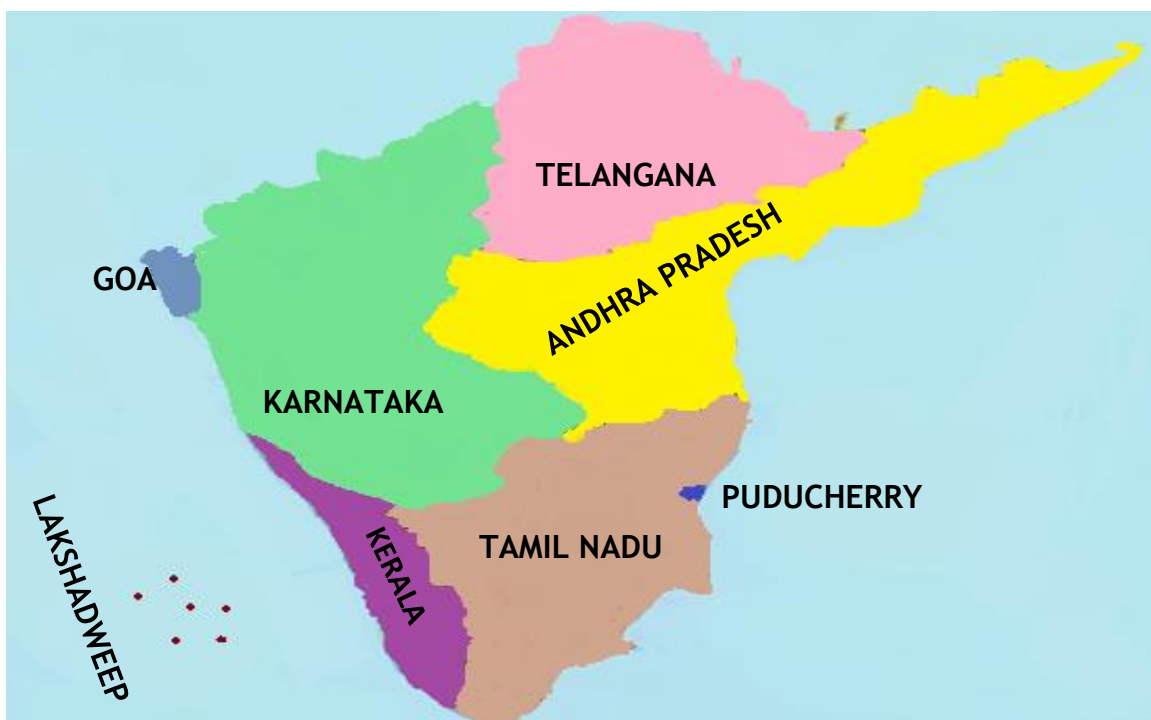 TELANGANA
GOA
ANDHRA PRADESH
KARNATAKA
PUDUCHERRY
LAKSHADWEEP
KERALA
TAMIL NADU